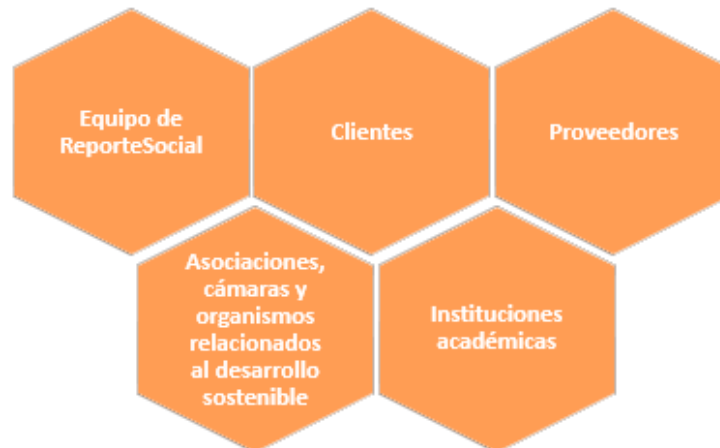 Equipo de
ReporteSocial
Clientes
Proveedores
Asociaciones,
cámaras y
organismos
relacionados
al desarrollo
sostenible
Instituciones
académicas